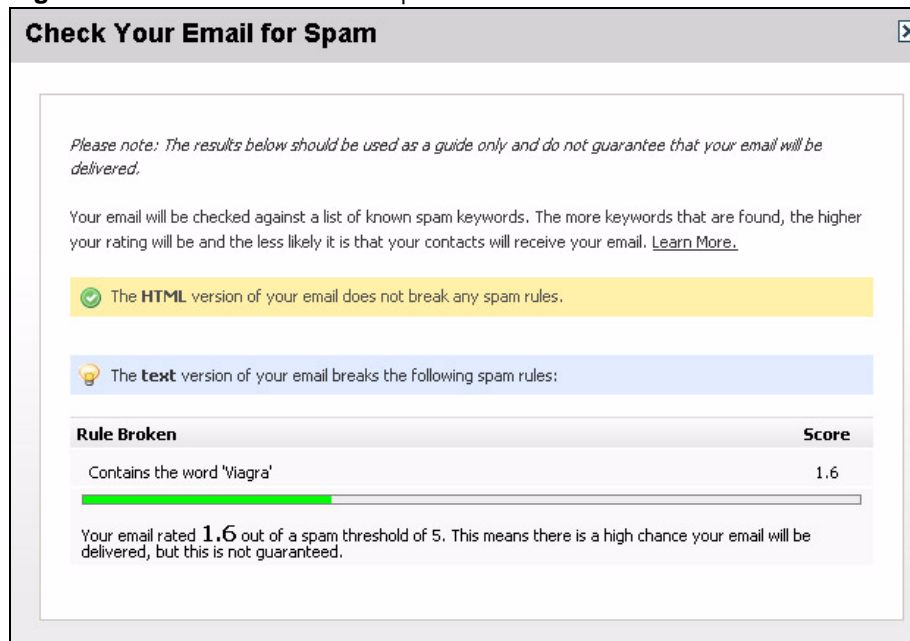 Check Your Email for Spam
Please note: The results below should be used as a guide only and do not guarantee that your email will be
delivered.
Your email will be checked against a list of known spam keywords. The more keywords that are found, the higher
your rating will be and the less likely it is that your contacts will receive your email. Learn More.
The HTML version of your email does not break any spam rules.
The text version of your email breaks the following spam rules:
Rule Broken Score
Contains the word 'Viagra' 1.6
Your email rated 1.6 out of a spam threshold of 5. This means there is a high chance your email will be
delivered, but this is not guaranteed.